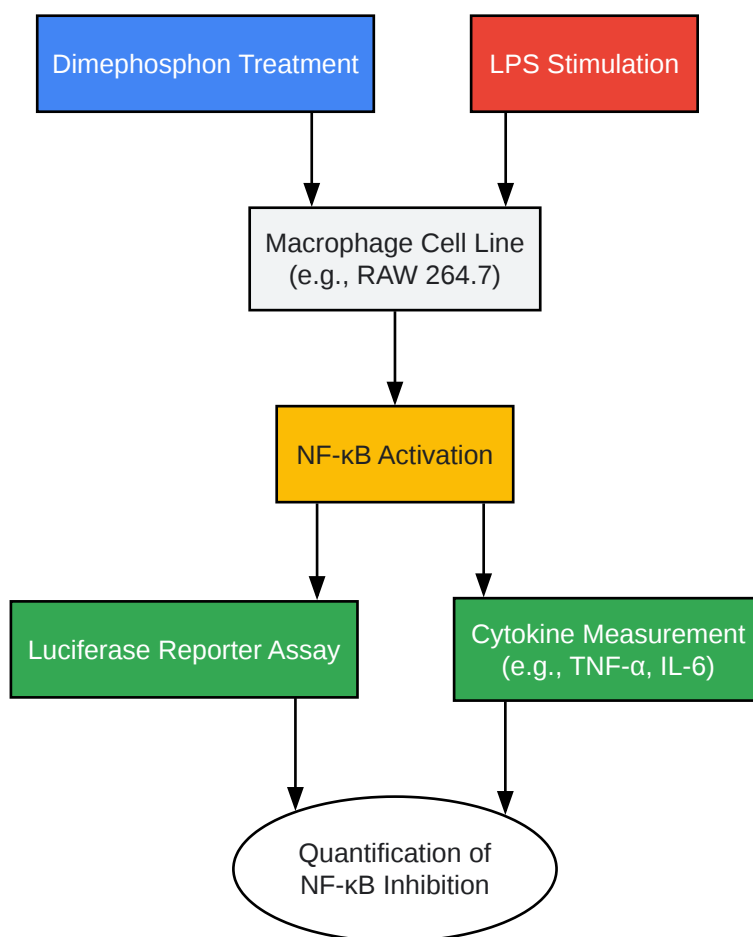 Dimephosphon Treatment
LPS Stimulation
Macrophage Cell Line
(e.g., RAW 264.7)
NF-κB Activation
Luciferase Reporter Assay
Cytokine Measurement
(e.g., TNF-α, IL-6)
Quantification of
NF-κB Inhibition